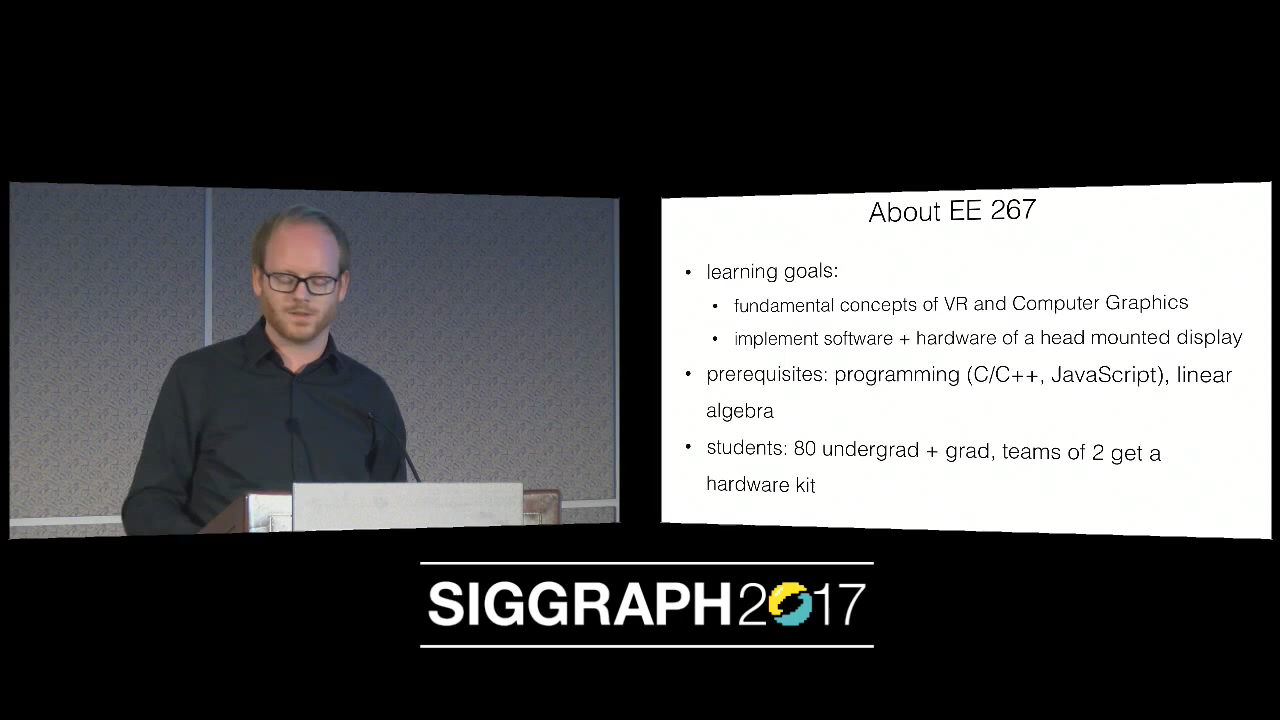 About EE 267
• learning goals:
• fundamental concepts of VR and Computer Graphics
• implement software + hardware of a head mounted display
• prerequisites: programming (C/C++, JavaScript), linear
algebra
• students: 80 undergrad + grad, teams of 2 get a
hardware kit
SIGGRAPH2017